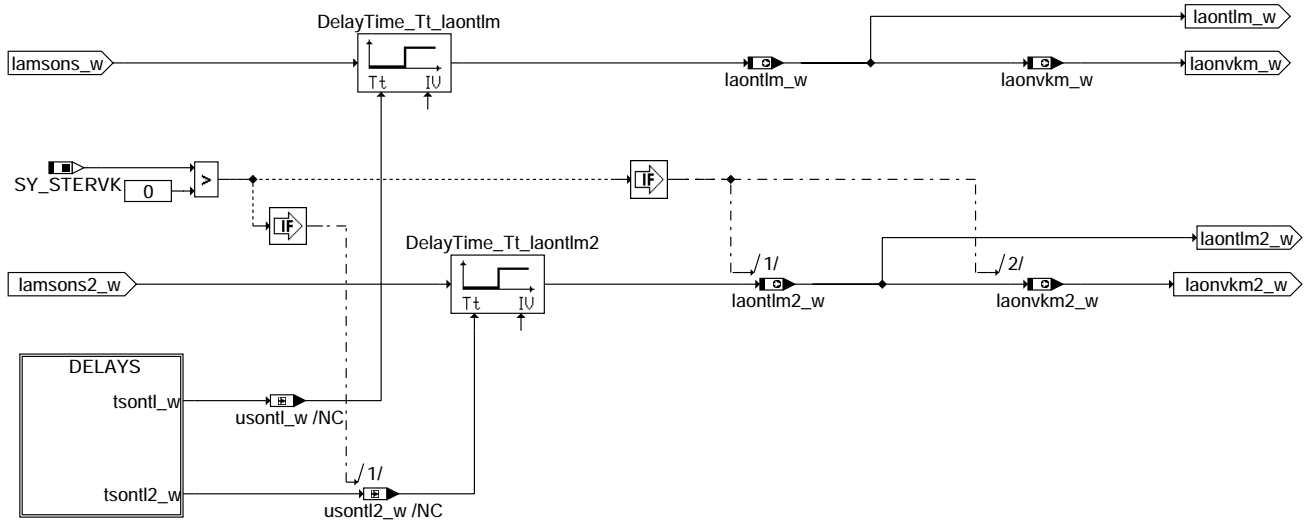 DelayTime_Tt_laontlm
laontlm_w
lamsons_w
Tt IV
laontlm_w
laonvkm_w
laonvkm_w
SY_STERVK
0
>
IF
IF
DelayTime_Tt_laontlm2
/1/
/2/
laontlm2_w
lamsons2_w
Tt IV
laontlm2_w
laonvkm2_w
laonvkm2_w
DELAYS
tsontl_w
usontl_w /NC
/1/
tsontl2_w
usontl2_w /NC